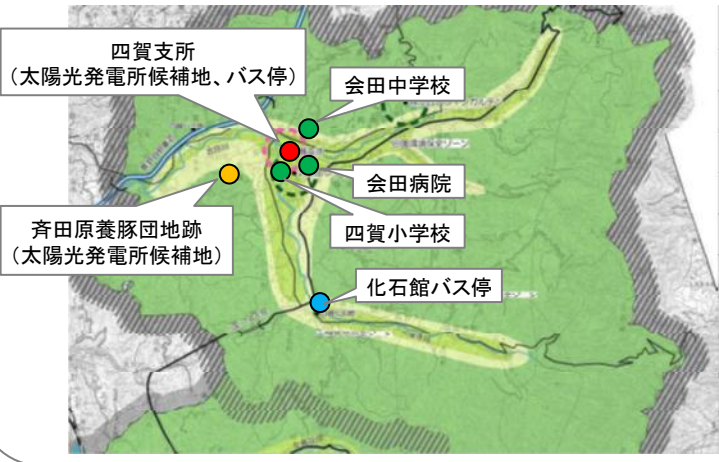 四賀支所
（太陽光発電所候補地、バス停）
会田中学校
会田病院
四賀小学校
斉田原養豚団地跡
（太陽光発電所候補地）
化石館バス停